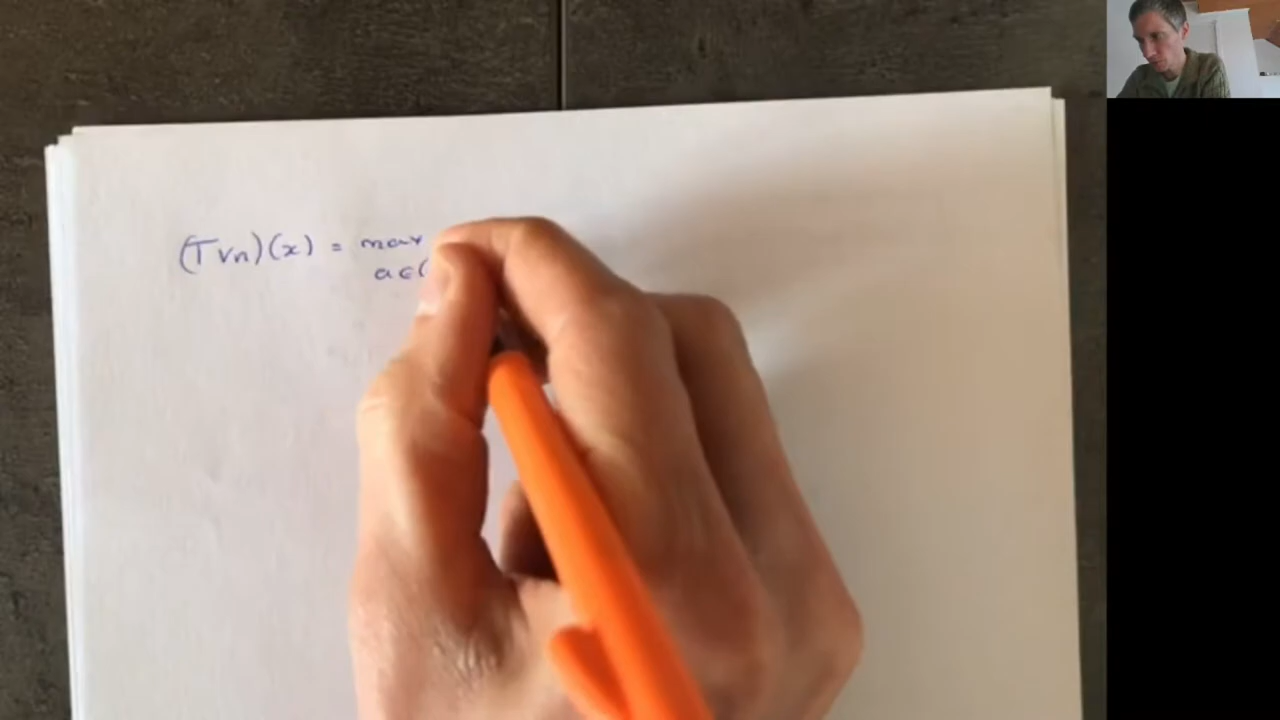 (Tvn)(x) = max
a∈(